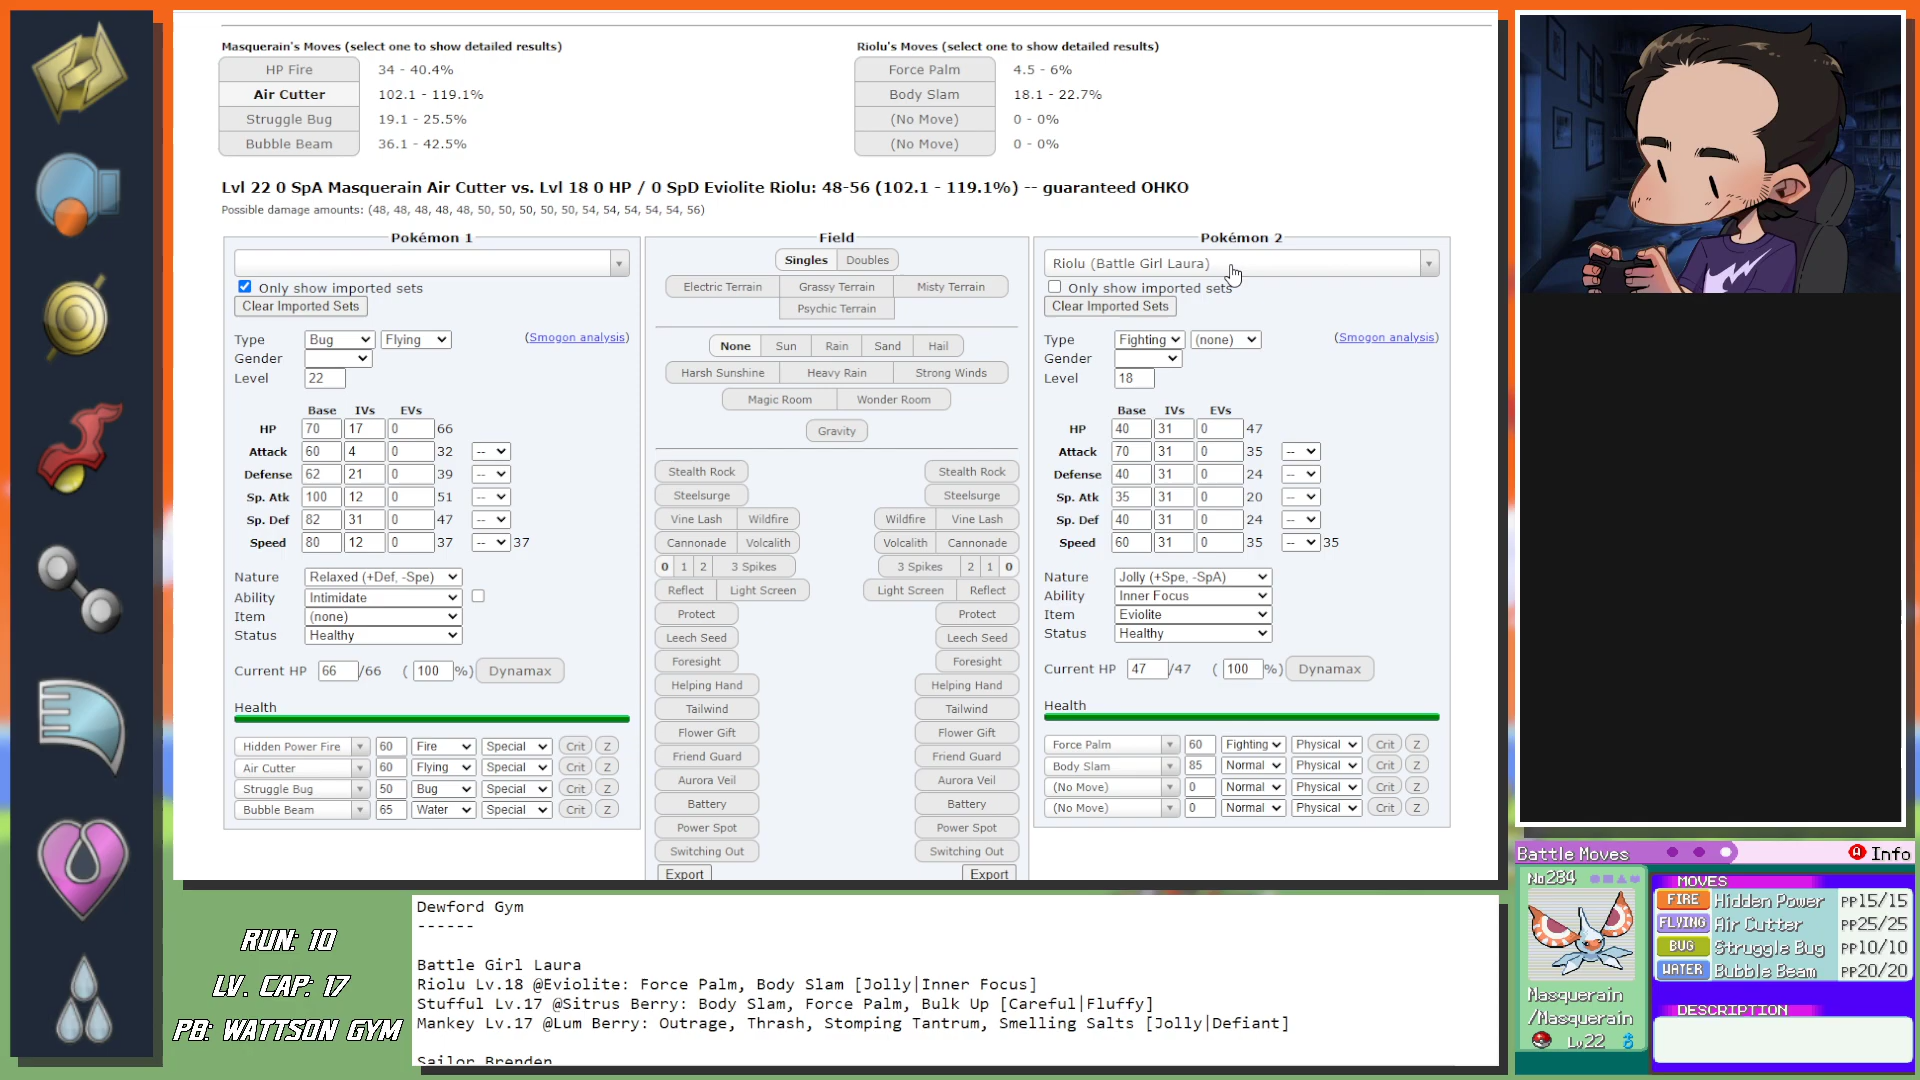 Masquerain's Moves (select one to show detailed results)
HP Fire 34 - 40.4%
Air Cutter 102.1 - 119.1%
Struggle Bug 19.1 - 25.5%
Bubble Beam 36.1 - 42.5%
Riolu's Moves (select one to show detailed results)
Force Palm 4.5 - 6%
Body Slam 18.1 - 22.7%
(No Move) 0 - 0%
(No Move) 0 - 0%
Lvl 22 0 SpA Masquerain Air Cutter vs. Lvl 18 0 HP / 0 SpD Eviolite Riolu: 48-56 (102.1 - 119.1%) -- guaranteed OHKO
Possible damage amounts: (48, 48, 48, 48, 48, 50, 50, 50, 50, 50, 54, 54, 54, 54, 54, 56)
Pokémon 1
Only show imported sets
Clear Imported Sets
Type Bug Flying (Smogon analysis)
Gender
Level 22
Base IVs EVs
HP 70 17 0 66
Attack 60 4 0 32 --
Defense 62 21 0 39 --
Sp. Atk 100 12 0 51 --
Sp. Def 82 31 0 47 --
Speed 80 12 0 37 -- 37
Nature Relaxed (+Def, -Spe)
Ability Intimidate
Item (none)
Status Healthy
Current HP 66 /66 ( 100 %) Dynamax
Health
Hidden Power Fire 60 Fire Special Crit Z
Air Cutter 60 Flying Special Crit Z
Struggle Bug 50 Bug Special Crit Z
Bubble Beam 65 Water Special Crit Z
Field
Singles Doubles
Electric Terrain Grassy Terrain Misty Terrain
Psychic Terrain
None Sun Rain Sand Hail
Harsh Sunshine Heavy Rain Strong Winds
Magic Room Wonder Room
Gravity
Stealth Rock Stealth Rock
Steelsurge Steelsurge
Vine Lash Wildfire Wildfire Vine Lash
Cannonade Volcalith Volcalith Cannonade
0 1 2 3 Spikes 3 Spikes 2 1 0
Reflect Light Screen Light Screen Reflect
Protect Protect
Leech Seed Leech Seed
Foresight Foresight
Helping Hand Helping Hand
Tailwind Tailwind
Flower Gift Flower Gift
Friend Guard Friend Guard
Aurora Veil Aurora Veil
Battery Battery
Power Spot Power Spot
Switching Out Switching Out
Export Export
Pokémon 2
Riolu (Battle Girl Laura)
Only show imported sets
Clear Imported Sets
Type Fighting (none) (Smogon analysis)
Gender
Level 18
Base IVs EVs
HP 40 31 0 47
Attack 70 31 0 35 --
Defense 40 31 0 24 --
Sp. Atk 35 31 0 20 --
Sp. Def 40 31 0 24 --
Speed 60 31 0 35 -- 35
Nature Jolly (+Spe, -SpA)
Ability Inner Focus
Item Eviolite
Status Healthy
Current HP 47 /47 ( 100 %) Dynamax
Health
Force Palm 60 Fighting Physical Crit Z
Body Slam 85 Normal Physical Crit Z
(No Move) 0 Normal Physical Crit Z
(No Move) 0 Normal Physical Crit Z
RUN: 10
LV. CAP: 17
PB: WATTSON GYM
Dewford Gym
------
Battle Girl Laura
Riolu Lv.18 @Eviolite: Force Palm, Body Slam [Jolly|Inner Focus]
Stufful Lv.17 @Sitrus Berry: Body Slam, Force Palm, Bulk Up [Careful|Fluffy]
Mankey Lv.17 @Lum Berry: Outrage, Thrash, Stomping Tantrum, Smelling Salts [Jolly|Defiant]
Sailor Brenden
Battle Moves A Info
No284
Masquerain
/Masquerain
Lv22 ♂
MOVES
FIRE Hidden Power PP15/15
FLYING Air Cutter PP25/25
BUG Struggle Bug PP10/10
WATER Bubble Beam PP20/20
DESCRIPTION